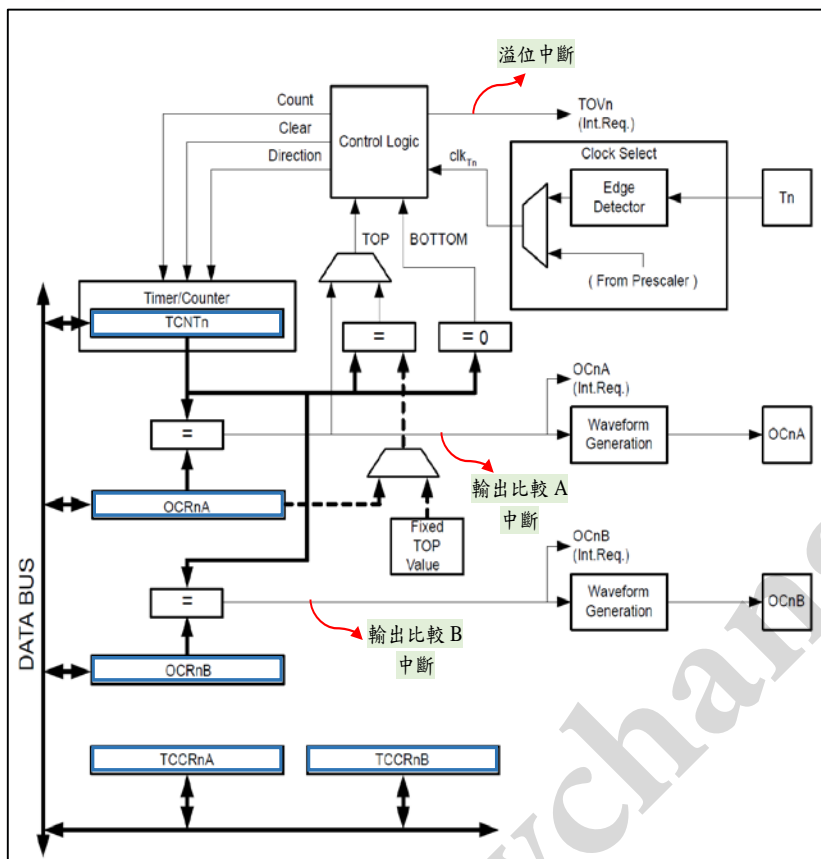 溢位中斷
Count
Clear
Direction
Control Logic
TOVn
(Int.Req.)
clkTn
Clock Select
Edge
Detector
Tn
( From Prescaler )
TOP
BOTTOM
Timer/Counter
TCNTn
=
= 0
=
OCnA
(Int.Req.)
Waveform
Generation
OCnA
輸出比較 A
中斷
OCRnA
Fixed
TOP
Value
OCnB
(Int.Req.)
=
Waveform
Generation
OCnB
輸出比較 B
中斷
OCRnB
DATA BUS
TCCRnA
TCCRnB